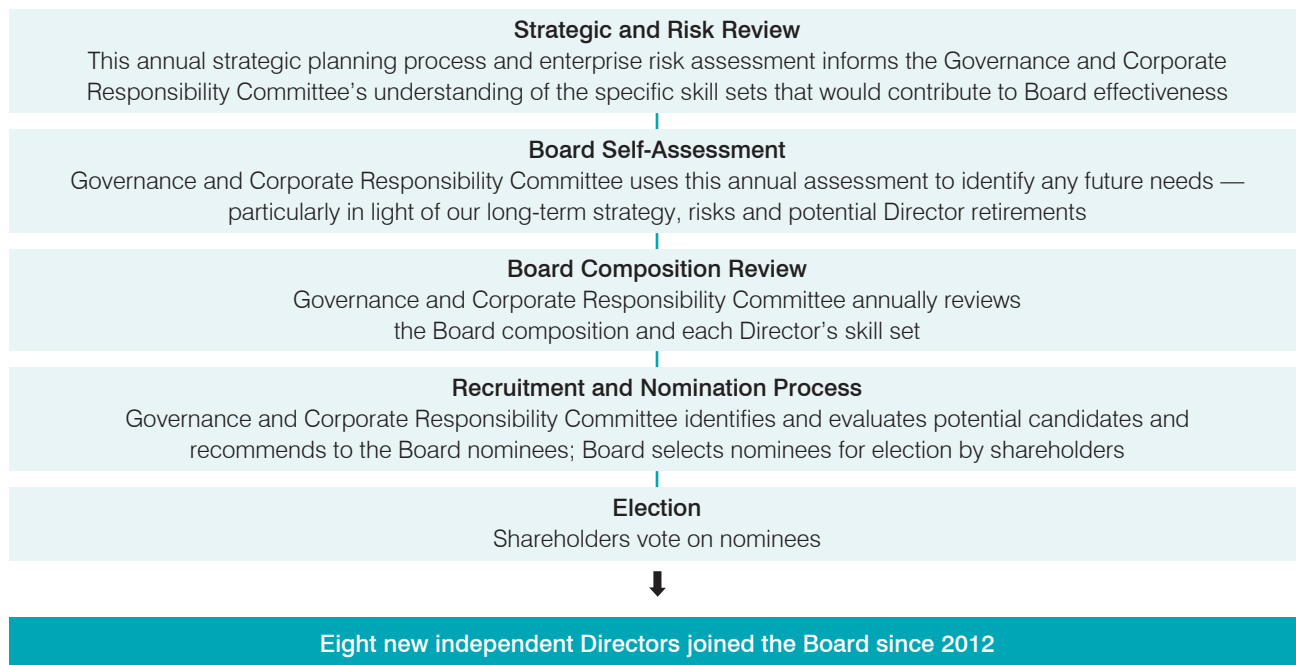 Strategic and Risk Review
This annual strategic planning process and enterprise risk assessment informs the Governance and Corporate
Responsibility Committee’s understanding of the specific skill sets that would contribute to Board effectiveness
Board Self-Assessment
Governance and Corporate Responsibility Committee uses this annual assessment to identify any future needs —
particularly in light of our long-term strategy, risks and potential Director retirements
Board Composition Review
Governance and Corporate Responsibility Committee annually reviews
the Board composition and each Director’s skill set
Recruitment and Nomination Process
Governance and Corporate Responsibility Committee identifies and evaluates potential candidates and
recommends to the Board nominees; Board selects nominees for election by shareholders
Election
Shareholders vote on nominees
Eight new independent Directors joined the Board since 2012